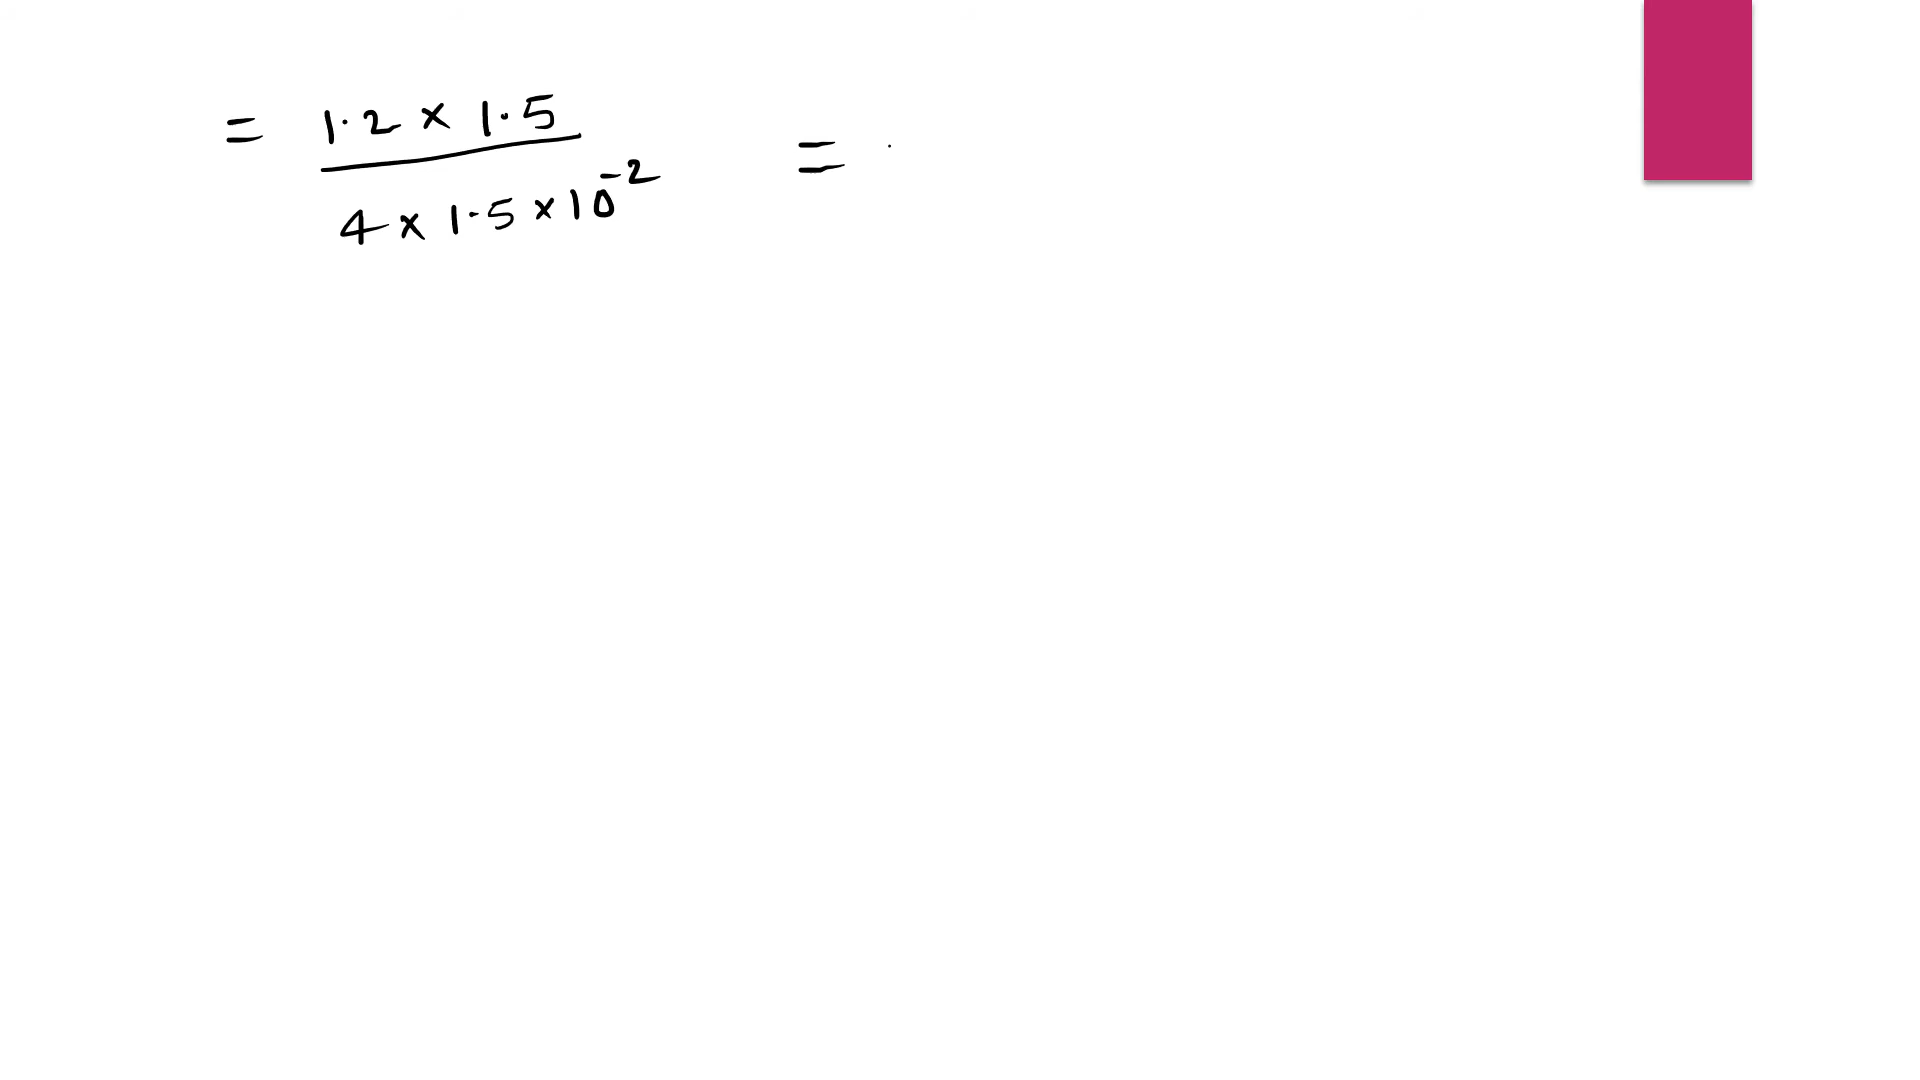 = 1.2 × 1.5 =
4 × 1.5 × 10⁻²